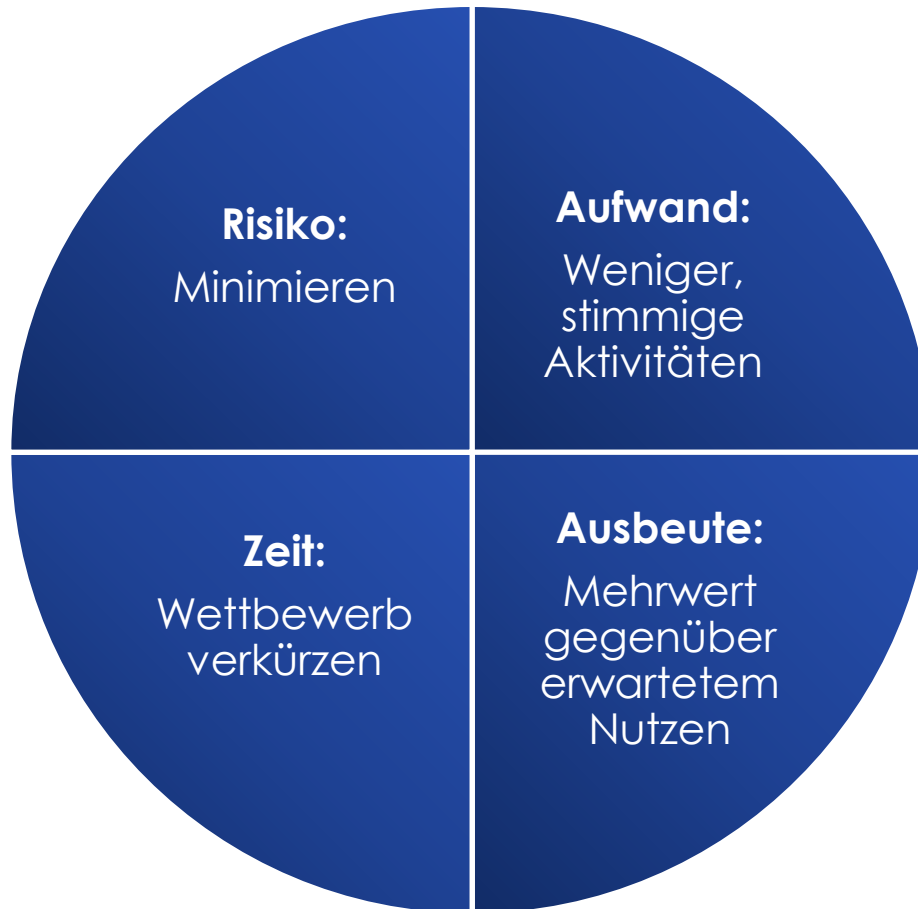 Risiko:
Minimieren
Aufwand:
Weniger,
stimmige
Aktivitäten
Zeit:
Wettbewerb
verkürzen
Ausbeute:
Mehrwert
gegenüber
erwartetem
Nutzen